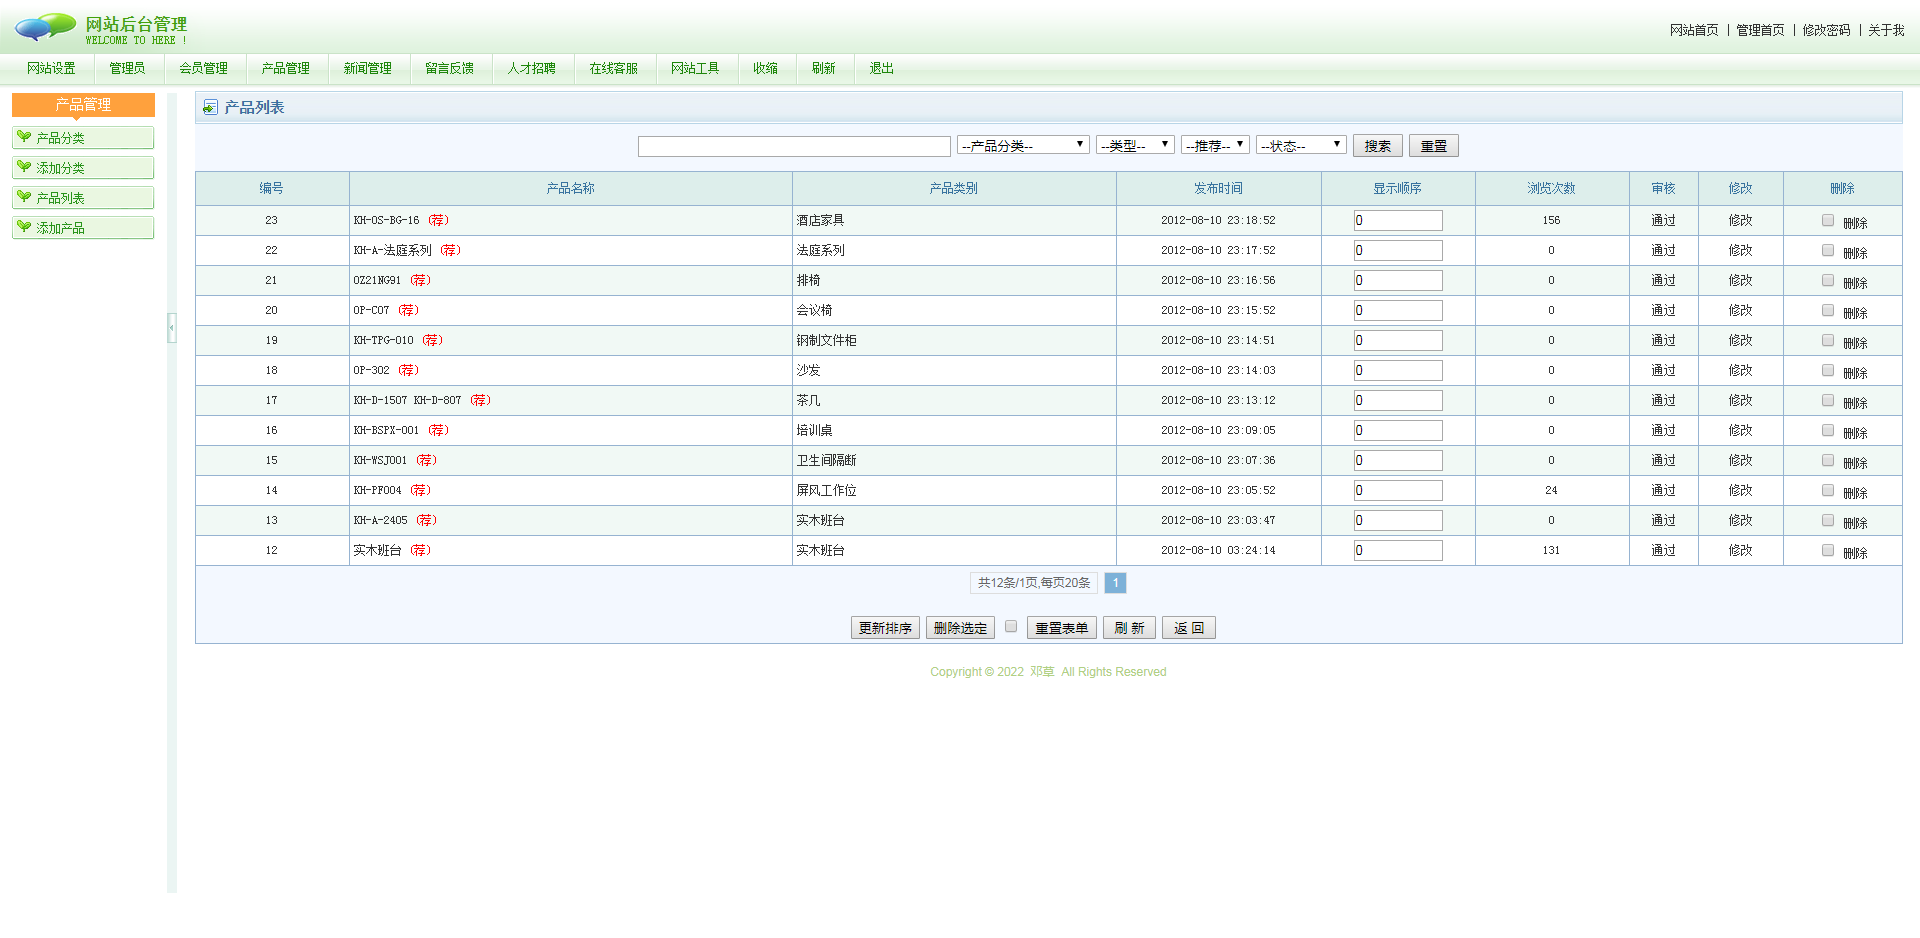 网站后台管理
WELCOME TO HERE !
网站首页 | 管理首页 | 修改密码 | 关于我
网站设置 管理员 会员管理 产品管理 新闻管理 留言反馈 人才招聘 在线客服 网站工具 收缩 刷新 退出
产品管理
产品分类
添加分类
产品列表
添加产品
产品列表
--产品分类-- --类型-- --推荐-- --状态-- 搜索 重置
编号 产品名称 产品类别 发布时间 显示顺序 浏览次数 审核 修改 删除
23 KH-OS-BG-16 (荐) 酒店家具 2012-08-10 23:18:52 0 156 通过 修改 删除
22 KH-A-法庭系列 (荐) 法庭系列 2012-08-10 23:17:52 0 0 通过 修改 删除
21 OZ21NG91 (荐) 排椅 2012-08-10 23:16:56 0 0 通过 修改 删除
20 OP-C07 (荐) 会议椅 2012-08-10 23:15:52 0 0 通过 修改 删除
19 KH-TPG-010 (荐) 钢制文件柜 2012-08-10 23:14:51 0 0 通过 修改 删除
18 OP-302 (荐) 沙发 2012-08-10 23:14:03 0 0 通过 修改 删除
17 KH-D-1507 KH-D-807 (荐) 茶几 2012-08-10 23:13:12 0 0 通过 修改 删除
16 KH-BSPX-001 (荐) 培训桌 2012-08-10 23:09:05 0 0 通过 修改 删除
15 KH-WSJ001 (荐) 卫生间隔断 2012-08-10 23:07:36 0 0 通过 修改 删除
14 KH-PF004 (荐) 屏风工作位 2012-08-10 23:05:52 0 24 通过 修改 删除
13 KH-A-2405 (荐) 实木班台 2012-08-10 23:03:47 0 0 通过 修改 删除
12 实木班台 (荐) 实木班台 2012-08-10 03:24:14 0 131 通过 修改 删除
共12条/1页,每页20条 1
更新排序 删除选定 重置表单 刷 新 返 回
Copyright © 2022 邓草 All Rights Reserved